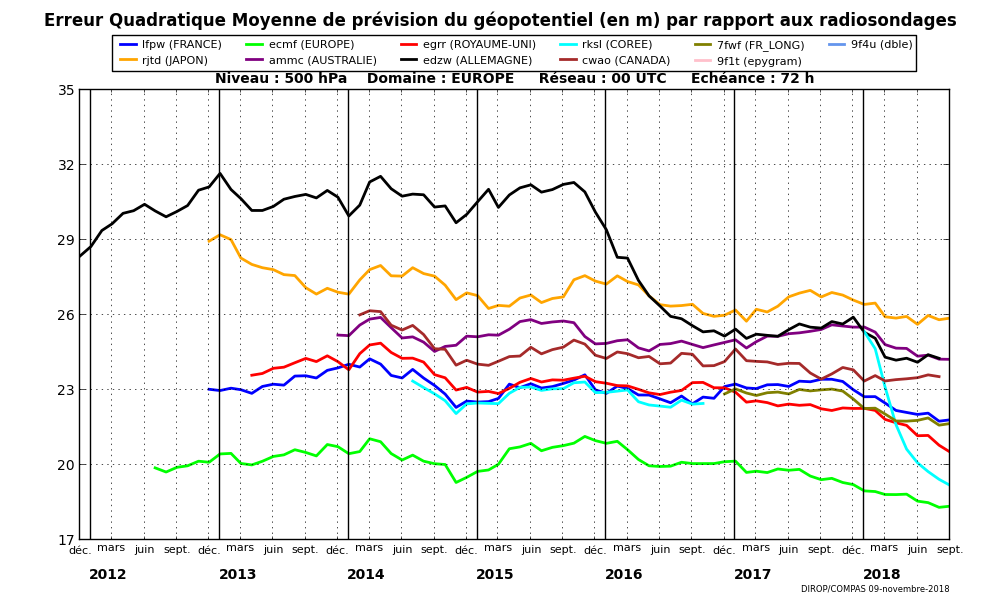 Erreur Quadratique Moyenne de prévision du géopotentiel (en m) par rapport aux radiosondages
lfpw (FRANCE) ecmf (EUROPE) egrr (ROYAUME-UNI) rksl (COREE) 7fwf (FR_LONG) 9f4u (dble)
rjtd (JAPON) ammc (AUSTRALIE) edzw (ALLEMAGNE) cwao (CANADA) 9f1t (epygram)
Niveau : 500 hPa Domaine : EUROPE Réseau : 00 UTC Echéance : 72 h
35
32
29
26
23
20
17
déc. mars juin sept. déc. mars juin sept. déc. mars juin sept. déc. mars juin sept. déc. mars juin sept. déc. mars juin sept. déc. mars juin sept.
2012 2013 2014 2015 2016 2017 2018
DIROP/COMPAS 09-novembre-2018